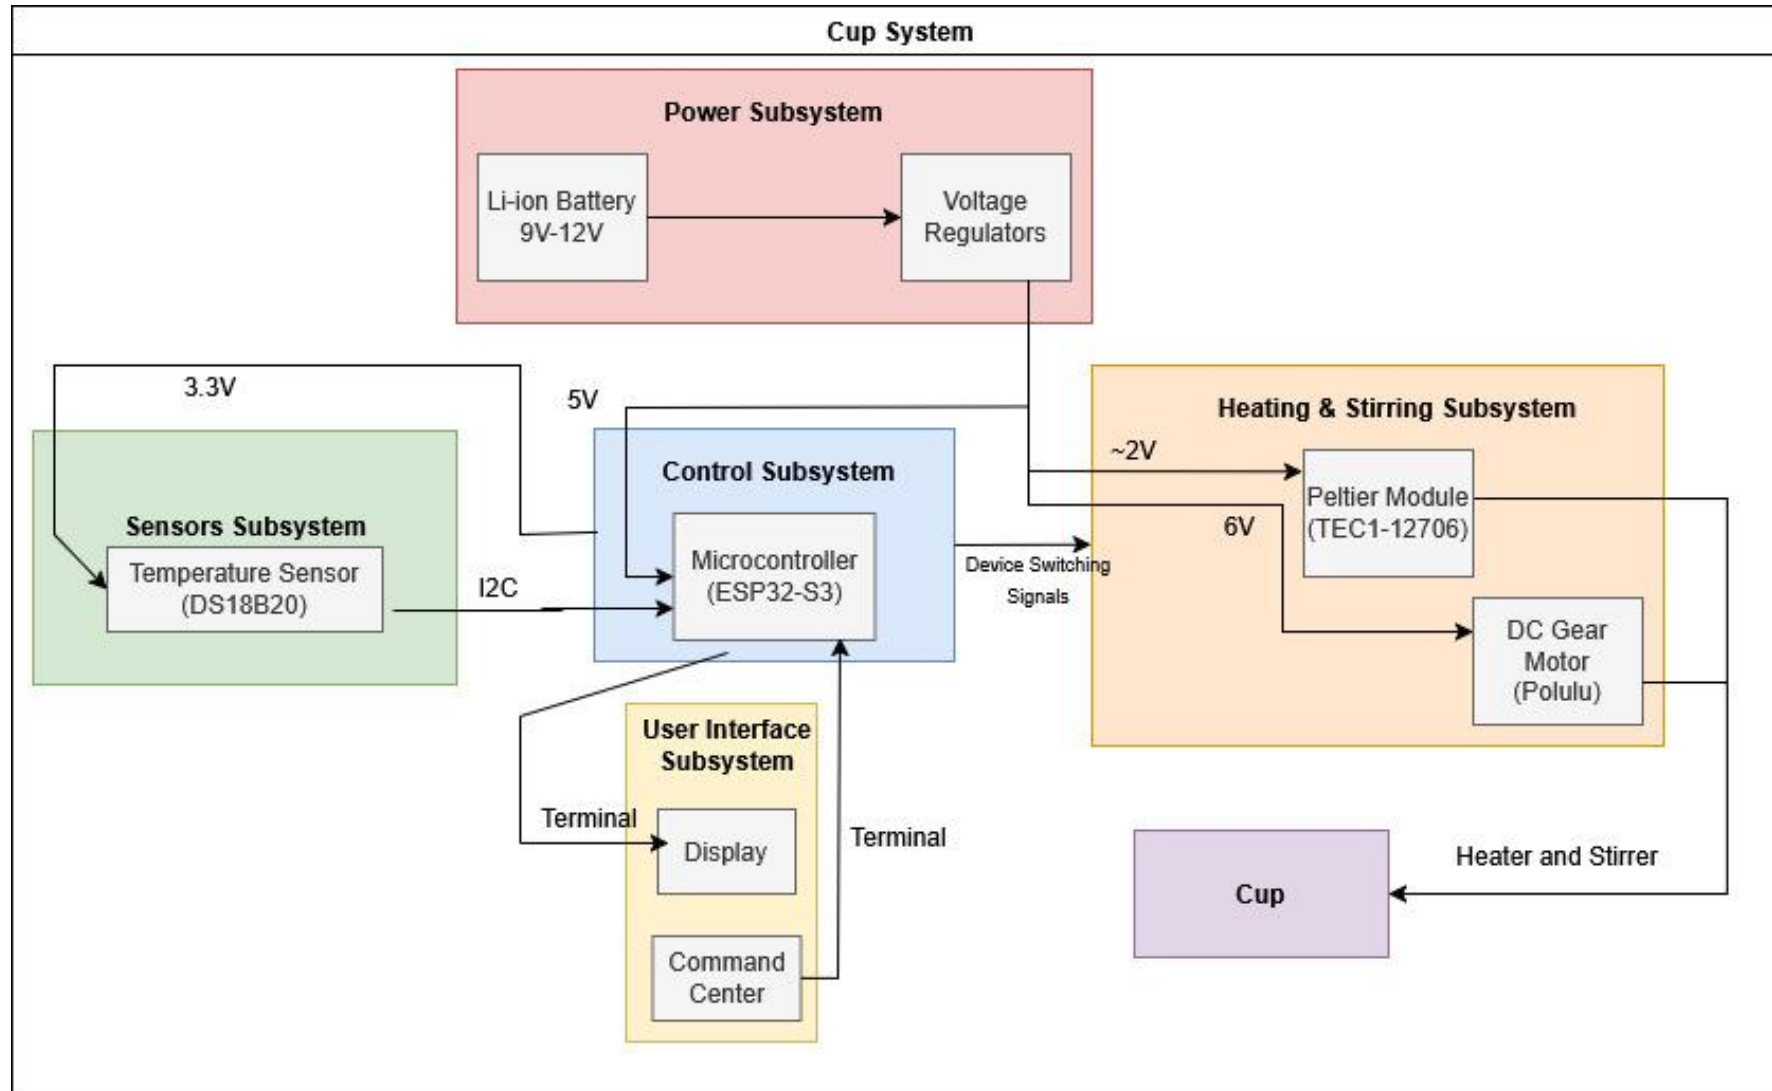 Cup System
Power Subsystem
Li-ion Battery
9V-12V
Voltage
Regulators
3.3V
5V
Heating & Stirring Subsystem
~2V
Control Subsystem
Peltier Module
(TEC1-12706)
6V
Sensors Subsystem
Temperature Sensor
(DS18B20)
I2C
Microcontroller
(ESP32-S3)
Device Switching
Signals
DC Gear
Motor
(Polulu)
User Interface
Subsystem
Terminal
Display
Terminal
Heater and Stirrer
Cup
Command
Center